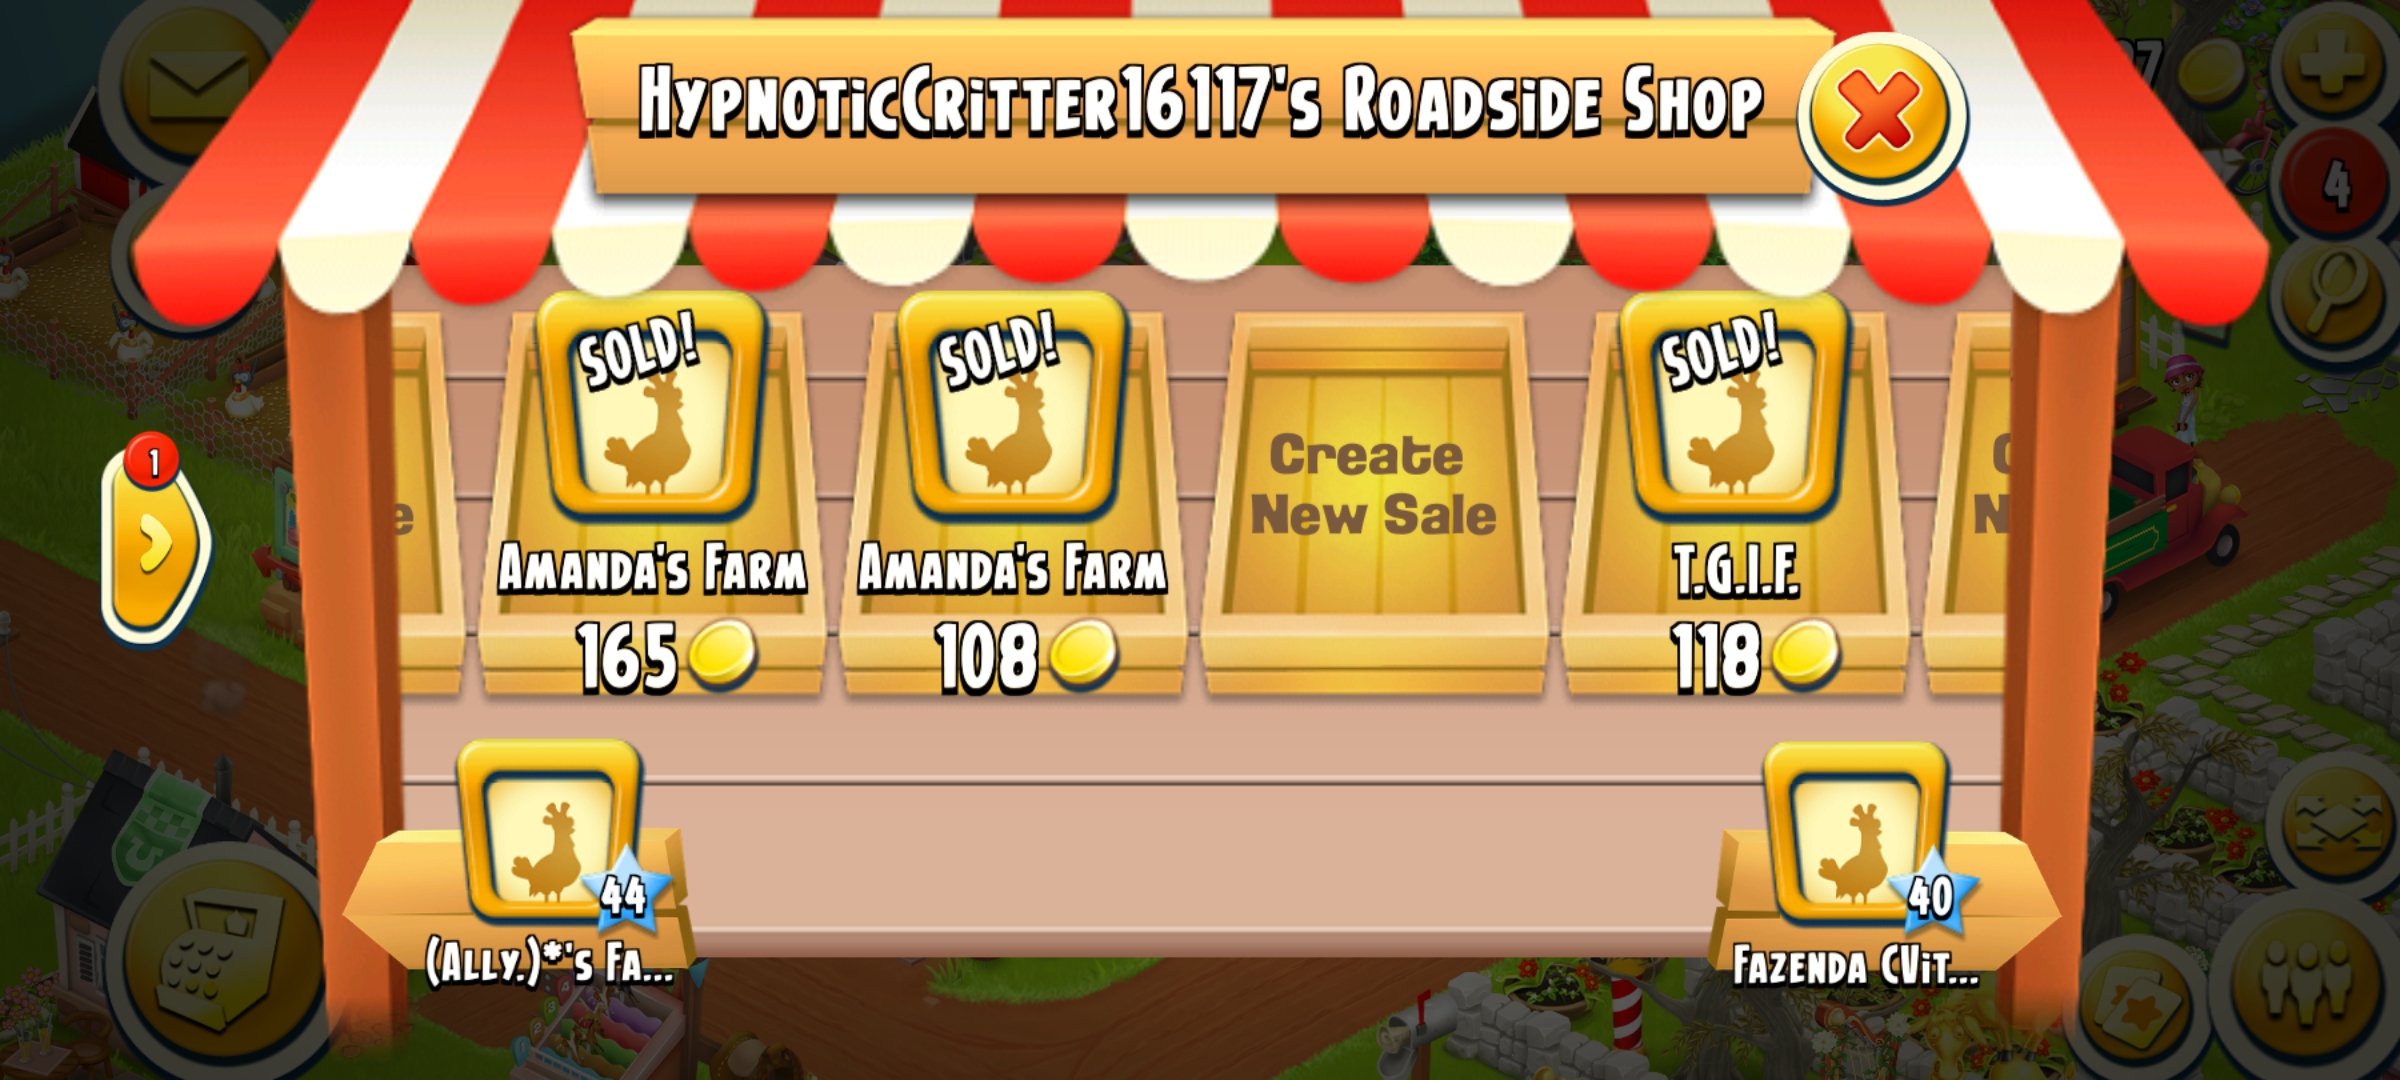 HypnoticCritter16117's Roadside Shop
4
1
SOLD!
SOLD!
Create
New Sale
SOLD!
Amanda's Farm
165
Amanda's Farm
108
T.G.I.F.
118
44
(Ally.)*'s Fa...
40
Fazenda CVit...